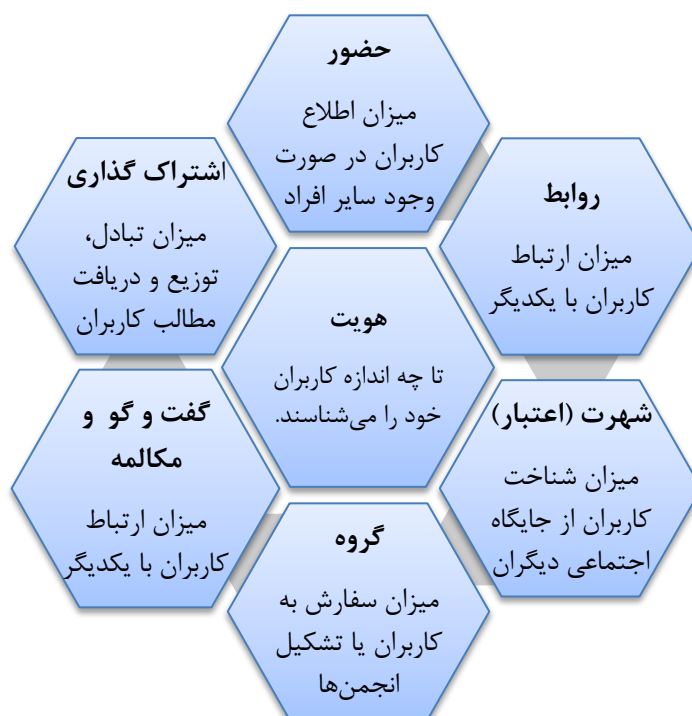 حضور
میزان اطلاع
کاربران در صورت
وجود سایر افراد
روابط
میزان ارتباط
کاربران با یکدیگر
شهرت (اعتبار)
میزان شناخت
کاربران از جایگاه
اجتماعی دیگران
گروه
میزان سفارش به
کاربران یا تشکیل
انجمن‌ها
گفت و گو و
مکالمه
میزان ارتباط
کاربران با یکدیگر
اشتراک گذاری
میزان تبادل،
توزیع و دریافت
مطالب کاربران
هویت
تا چه اندازه کاربران
خود را می‌شناسند.